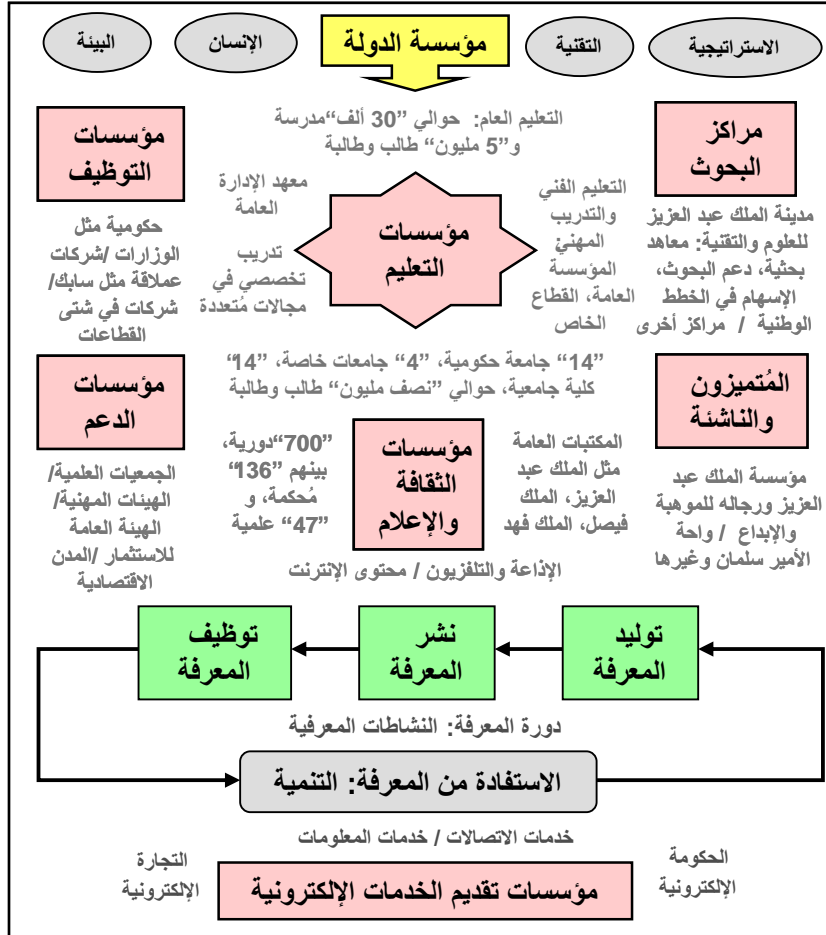 الاستراتيجية
التقنية
مؤسسة الدولة
الإنسان
البيئة
التعليم العام: حوالي "30 ألف" مدرسة
و"5 مليون" طالب وطالبة
مراكز
البحوث
مدينة الملك عبد العزيز
للعلوم والتقنية: معاهد
بحثية، دعم البحوث،
الإسهام في الخطط
الوطنية / مراكز أخرى
التعليم الفني
والتدريب
المهني
المؤسسة
العامة، القطاع
الخاص
مؤسسات
التعليم
معهد الإدارة
العامة
تدريب
تخصصي في
مجالات مُتعددة
مؤسسات
التوظيف
حكومية مثل
الوزارات /شركات
عملاقة مثل سابك/
شركات في شتى
القطاعات
"14" جامعة حكومية، "4" جامعات خاصة، "14"
كلية جامعية، حوالي "نصف مليون" طالب وطالبة
المُتميزون
والناشئة
مؤسسة الملك عبد
العزيز ورجاله للموهبة
والإبداع / واحة
الأمير سلمان وغيرها
المكتبات العامة
مثل الملك عبد
العزيز، الملك
فيصل، الملك فهد
مؤسسات
الثقافة
والإعلام
"700" دورية،
بينهم "136"
مُحكمة، و
"47" علمية
الإذاعة والتلفزيون / محتوى الإنترنت
مؤسسات
الدعم
الجمعيات العلمية/
الهيئات المهنية/
الهيئة العامة
للاستثمار /المدن
الاقتصادية
توليد
المعرفة
نشر
المعرفة
توظيف
المعرفة
دورة المعرفة: النشاطات المعرفية
الاستفادة من المعرفة: التنمية
خدمات الاتصالات / خدمات المعلومات
الحكومة
الإلكترونية
مؤسسات تقديم الخدمات الإلكترونية
التجارة
الإلكترونية